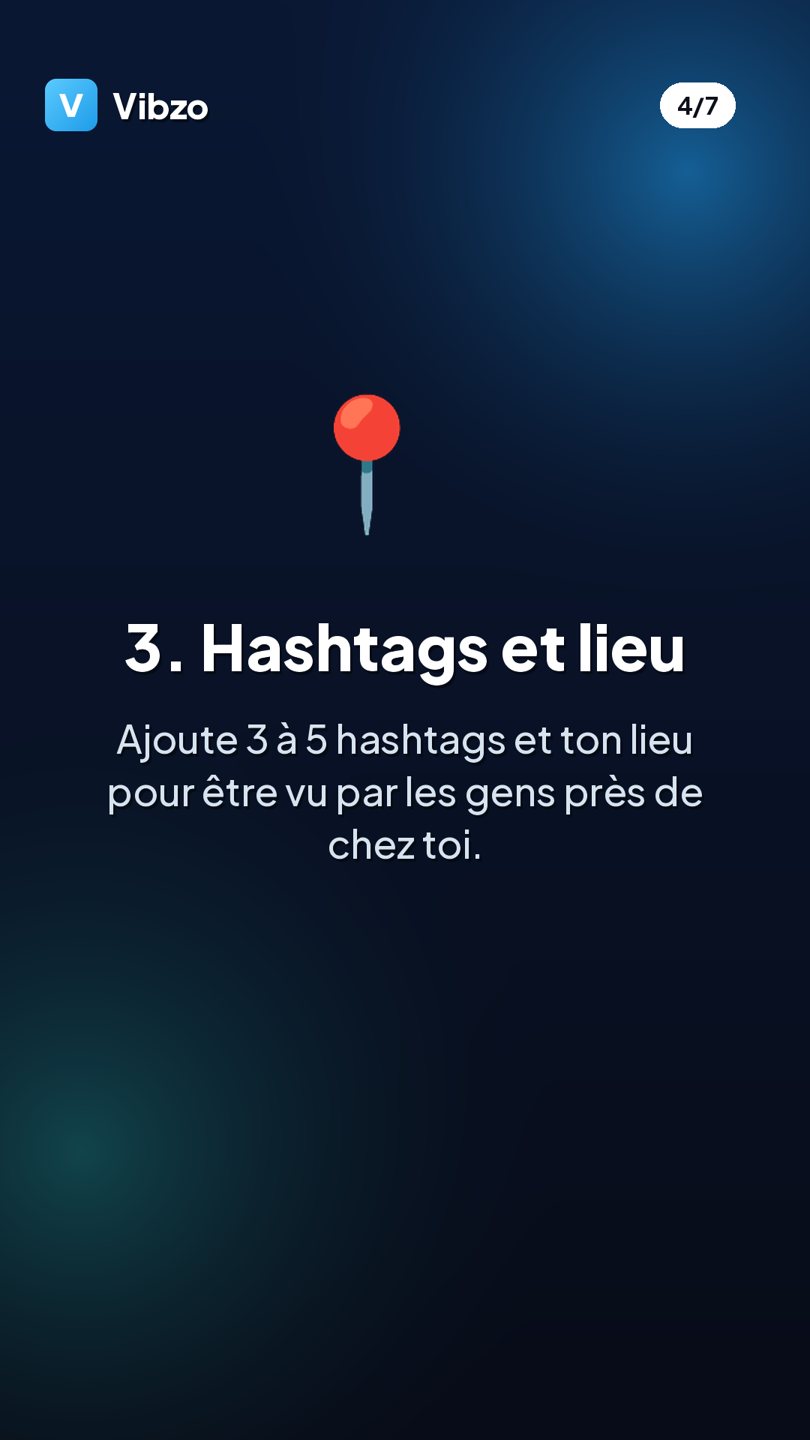 V Vibzo
4/7
3. Hashtags et lieu
Ajoute 3 à 5 hashtags et ton lieu
pour être vu par les gens près de
chez toi.